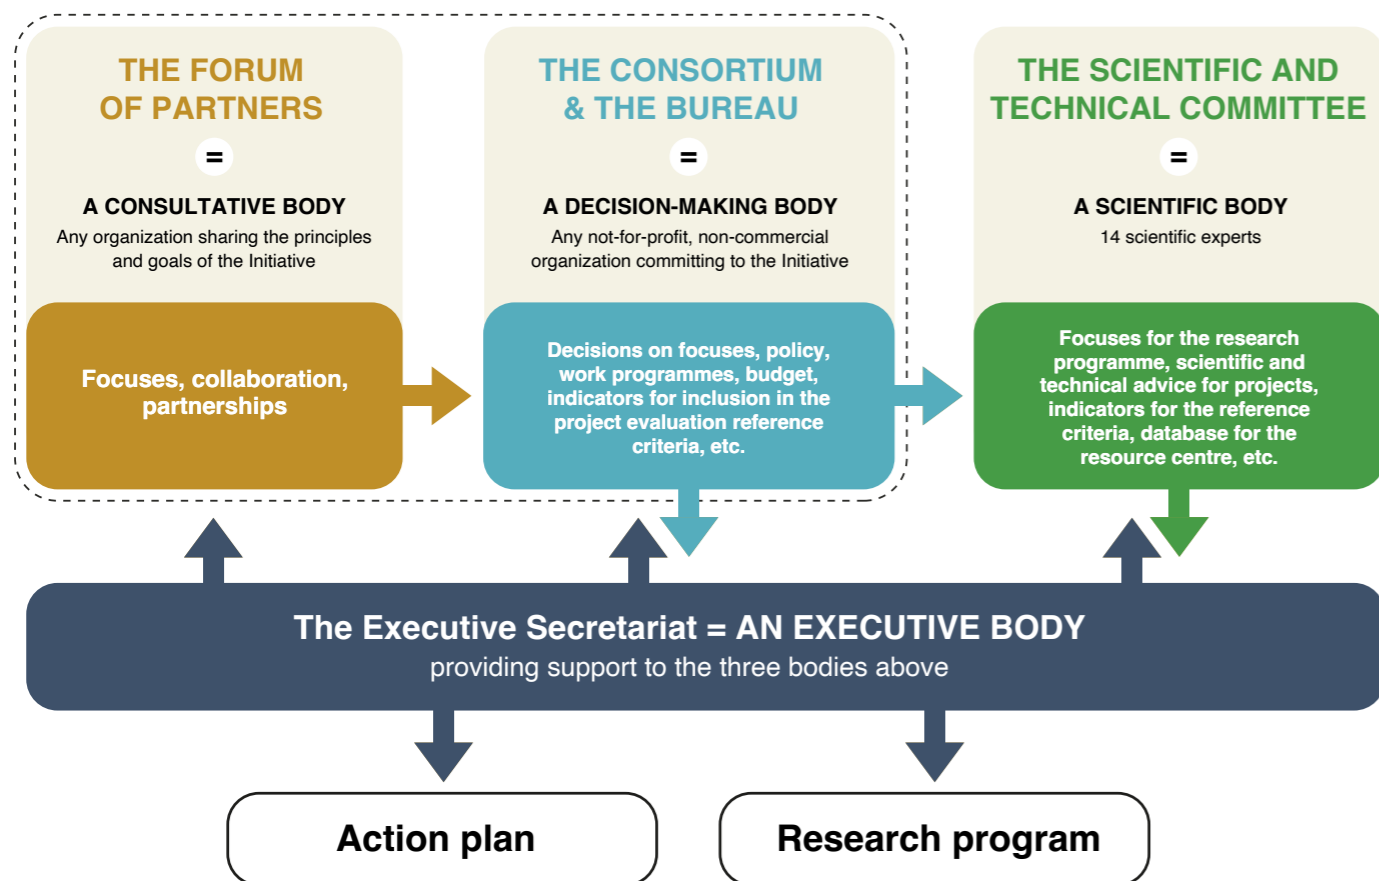 THE FORUM
OF PARTNERS
=
A CONSULTATIVE BODY
Any organization sharing the principles
and goals of the Initiative
Focuses, collaboration,
partnerships
THE CONSORTIUM
& THE BUREAU
=
A DECISION-MAKING BODY
Any not-for-profit, non-commercial
organization committing to the Initiative
Decisions on focuses, policy,
work programmes, budget,
indicators for inclusion in the
project evaluation reference
criteria, etc.
THE SCIENTIFIC AND
TECHNICAL COMMITTEE
=
A SCIENTIFIC BODY
14 scientific experts
Focuses for the research
programme, scientific and
technical advice for projects,
indicators for the reference
criteria, database for the
resource centre, etc.
The Executive Secretariat = AN EXECUTIVE BODY
providing support to the three bodies above
Action plan
Research program